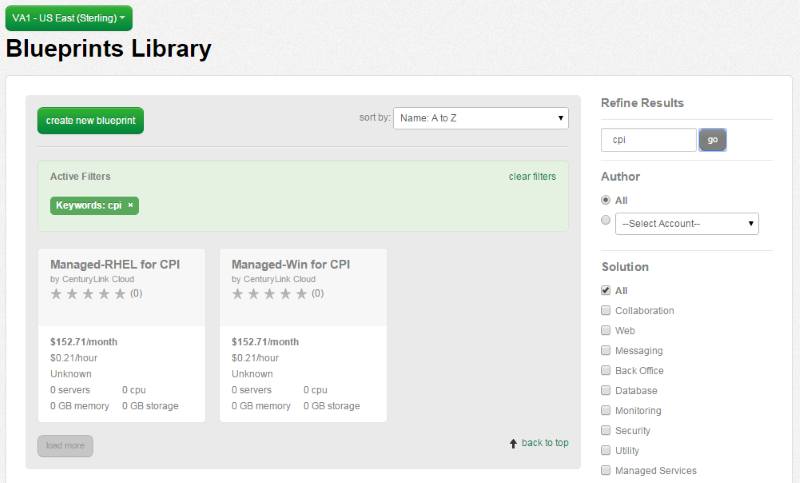 VA1 - US East (Sterling)
Blueprints Library
create new blueprint
sort by: Name: A to Z
Active Filters
clear filters
Keywords: cpi ×
Managed-RHEL for CPI
by CenturyLink Cloud
(0)
$152.71/month
$0.21/hour
Unknown
0 servers 0 cpu
0 GB memory 0 GB storage
Managed-Win for CPI
by CenturyLink Cloud
(0)
$152.71/month
$0.21/hour
Unknown
0 servers 0 cpu
0 GB memory 0 GB storage
load more
back to top
Refine Results
cpi go
Author
All
--Select Account--
Solution
All
Collaboration
Web
Messaging
Back Office
Database
Monitoring
Security
Utility
Managed Services